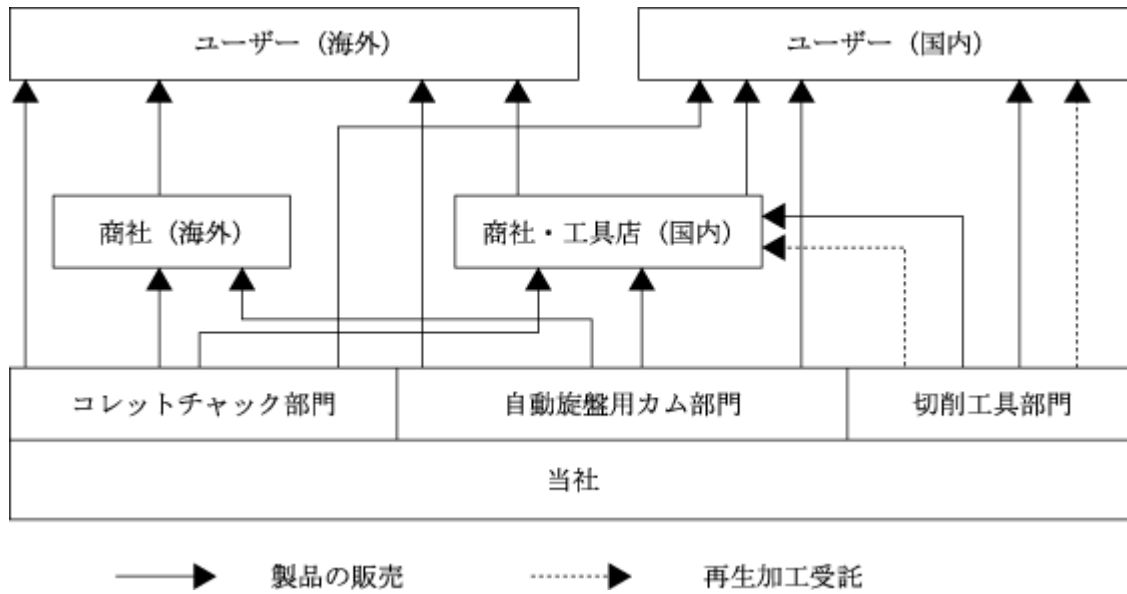 ユーザー（海外）
ユーザー（国内）
商社（海外）
商社・工具店（国内）
コレットチャック部門
自動旋盤用カム部門
切削工具部門
当社
製品の販売
再生加工受託